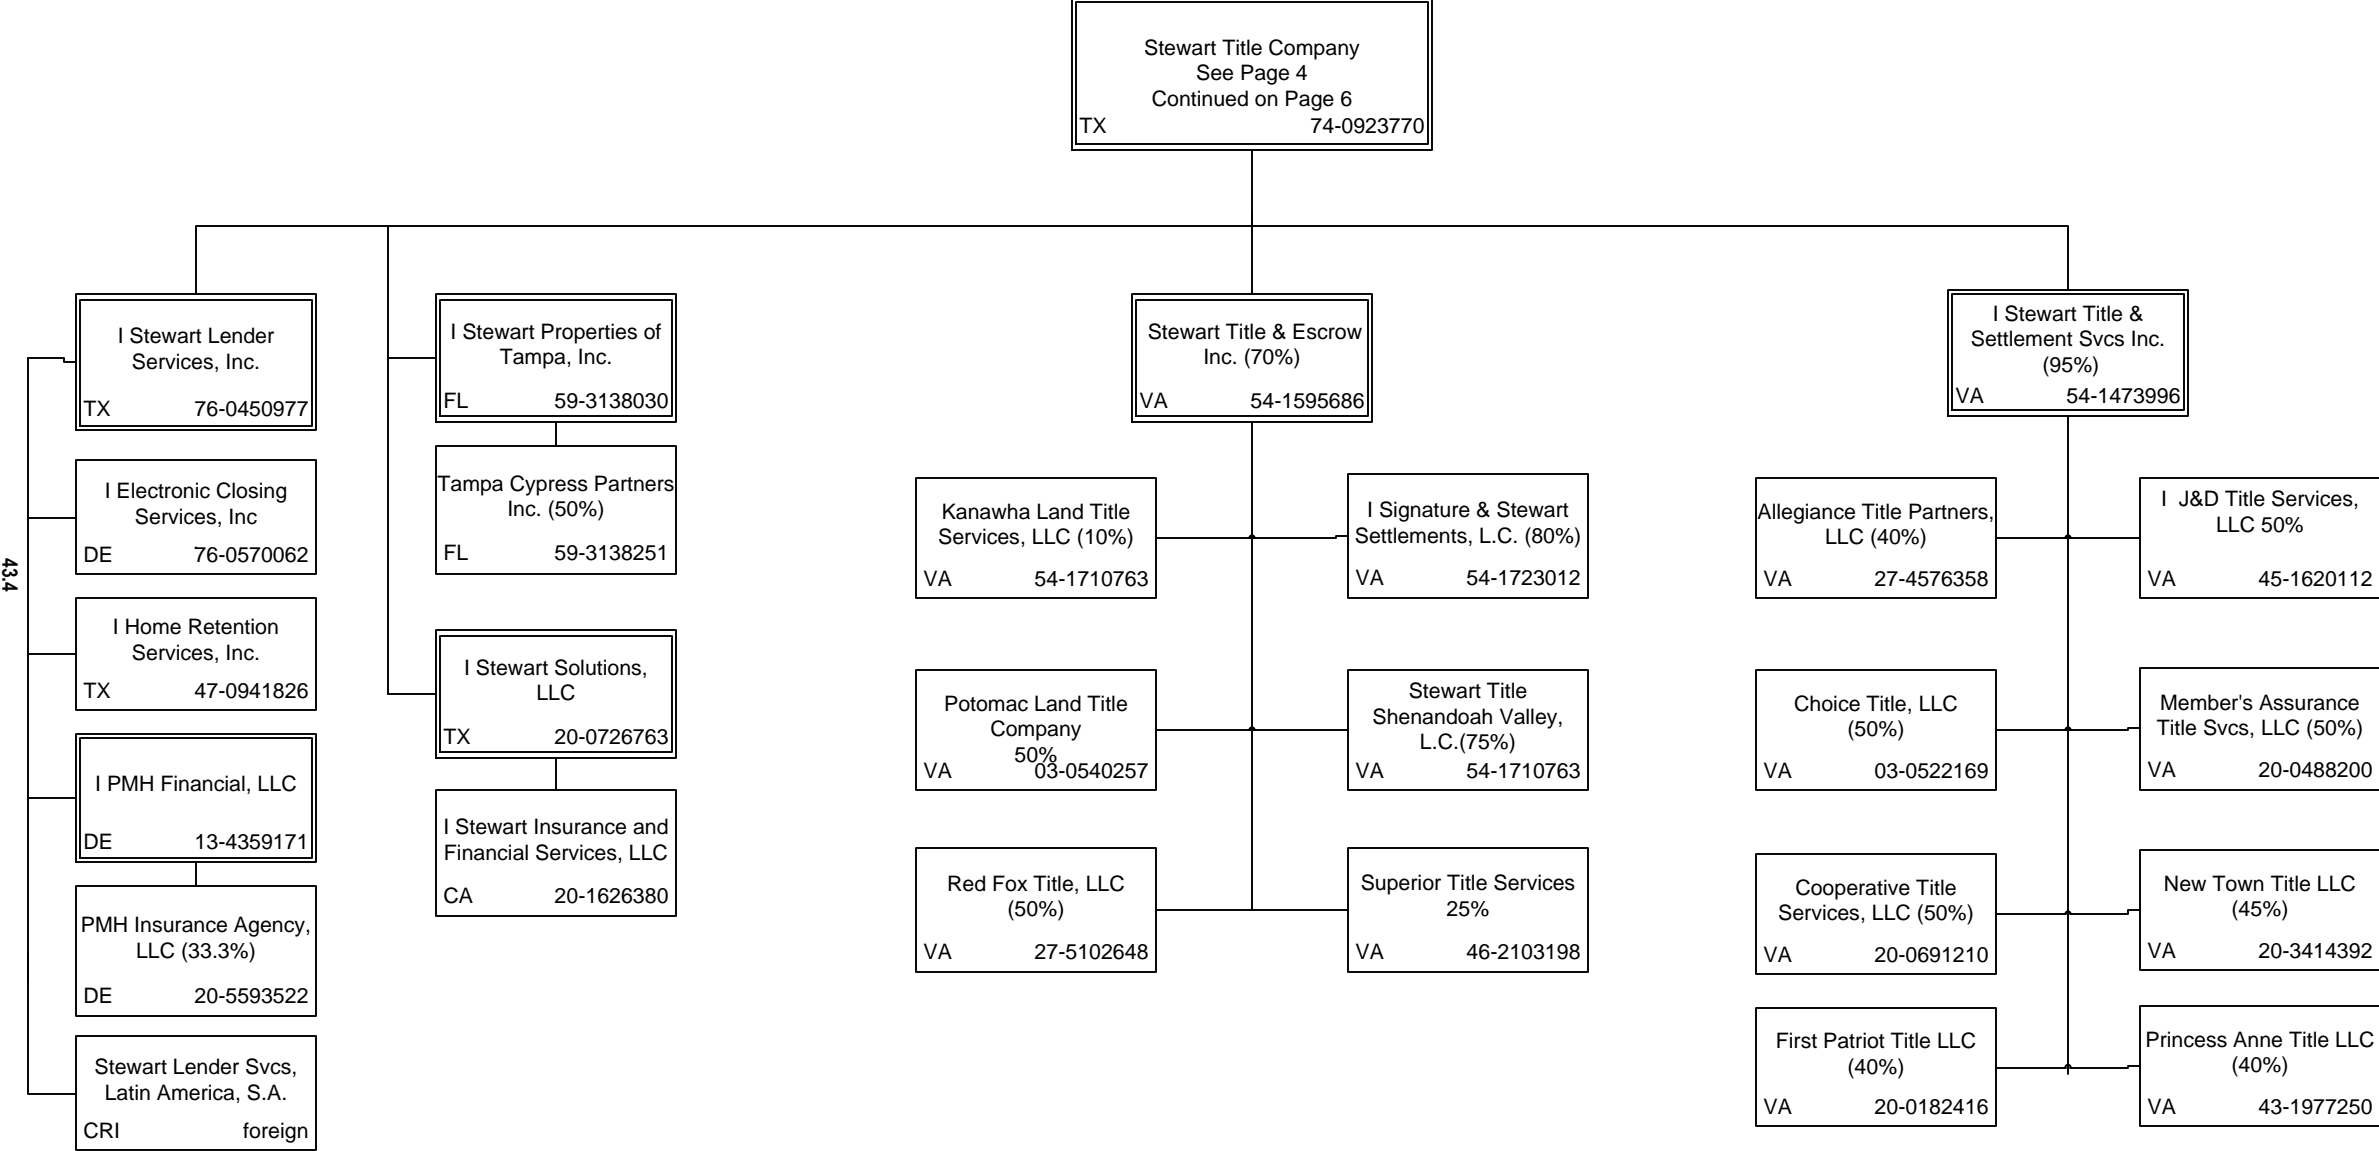 Stewart Title Company
See Page 4
Continued on Page 6
TX 74-0923770
I Stewart Lender
Services, Inc.
TX 76-0450977
I Electronic Closing
Services, Inc
DE 76-0570062
I Home Retention
Services, Inc.
TX 47-0941826
I PMH Financial, LLC
DE 13-4359171
PMH Insurance Agency,
LLC (33.3%)
DE 20-5593522
Stewart Lender Svcs,
Latin America, S.A.
CRI foreign
I Stewart Properties of
Tampa, Inc.
FL 59-3138030
Tampa Cypress Partners
Inc. (50%)
FL 59-3138251
I Stewart Solutions,
LLC
TX 20-0726763
I Stewart Insurance and
Financial Services, LLC
CA 20-1626380
Stewart Title & Escrow
Inc. (70%)
VA 54-1595686
Kanawha Land Title
Services, LLC (10%)
VA 54-1710763
I Signature & Stewart
Settlements, L.C. (80%)
VA 54-1723012
Potomac Land Title
Company
50%
VA 03-0540257
Stewart Title
Shenandoah Valley,
L.C.(75%)
VA 54-1710763
Red Fox Title, LLC
(50%)
VA 27-5102648
Superior Title Services
25%
VA 46-2103198
I Stewart Title &
Settlement Svcs Inc.
(95%)
VA 54-1473996
Allegiance Title Partners,
LLC (40%)
VA 27-4576358
I J&D Title Services,
LLC 50%
VA 45-1620112
Choice Title, LLC
(50%)
VA 03-0522169
Member's Assurance
Title Svcs, LLC (50%)
VA 20-0488200
Cooperative Title
Services, LLC (50%)
VA 20-0691210
New Town Title LLC
(45%)
VA 20-3414392
First Patriot Title LLC
(40%)
VA 20-0182416
Princess Anne Title LLC
(40%)
VA 43-1977250
43.4